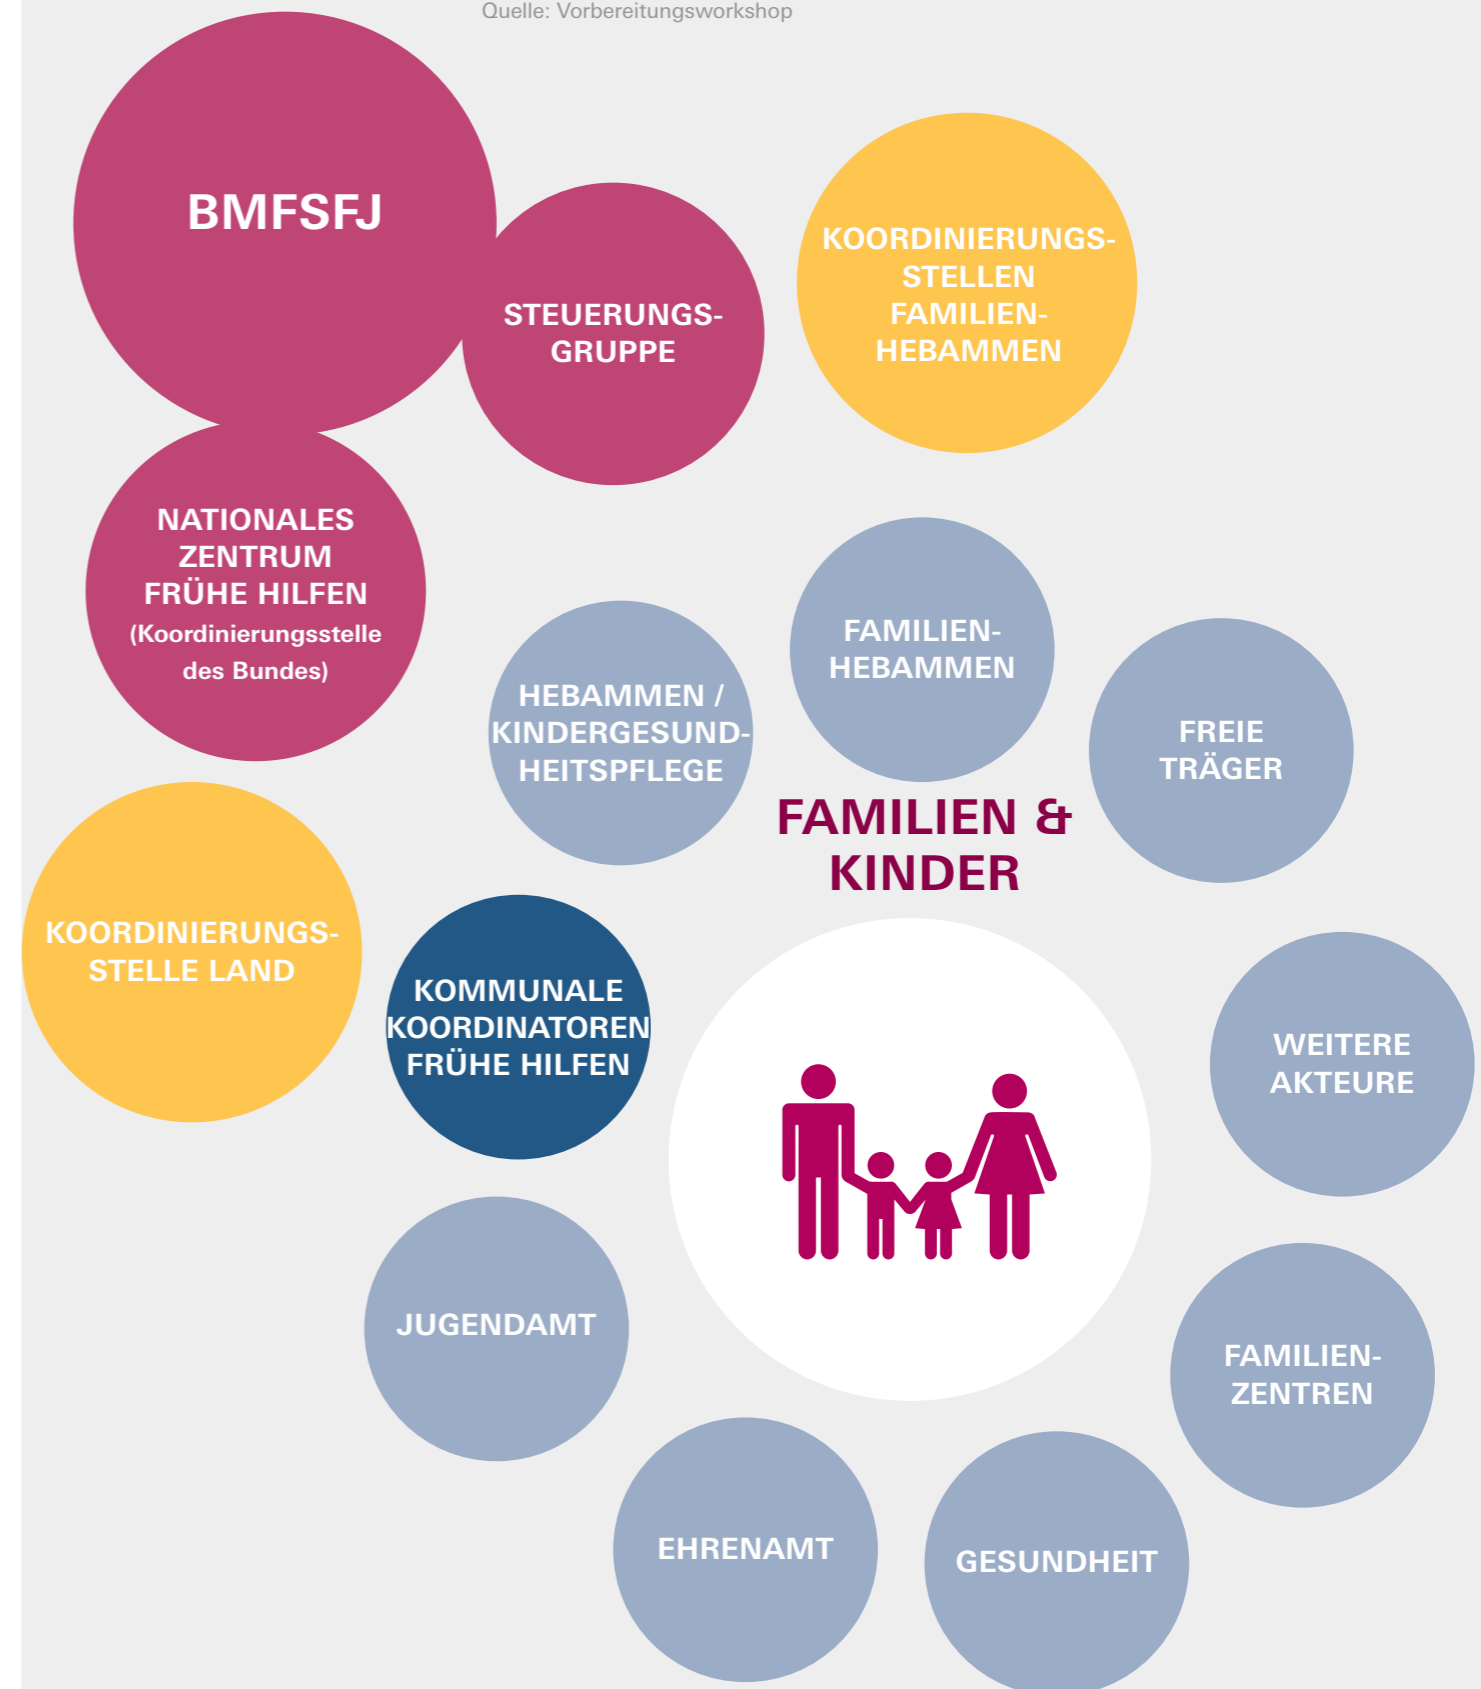 Quelle: Vorbereitungsworkshop
BMFSFJ
STEUERUNGS-
GRUPPE
KOORDINIERUNGS-
STELLEN
FAMILIEN-
HEBAMMEN
NATIONALES
ZENTRUM
FRÜHE HILFEN
(Koordinierungsstelle
des Bundes)
HEBAMMEN /
KINDERGESUND-
HEITSPFLEGE
FAMILIEN-
HEBAMMEN
FREIE
TRÄGER
FAMILIEN &
KINDER
KOORDINIERUNGS-
STELLE LAND
KOMMUNALE
KOORDINATOREN
FRÜHE HILFEN
WEITERE
AKTEURE
JUGENDAMT
FAMILIEN-
ZENTREN
EHRENAMT
GESUNDHEIT